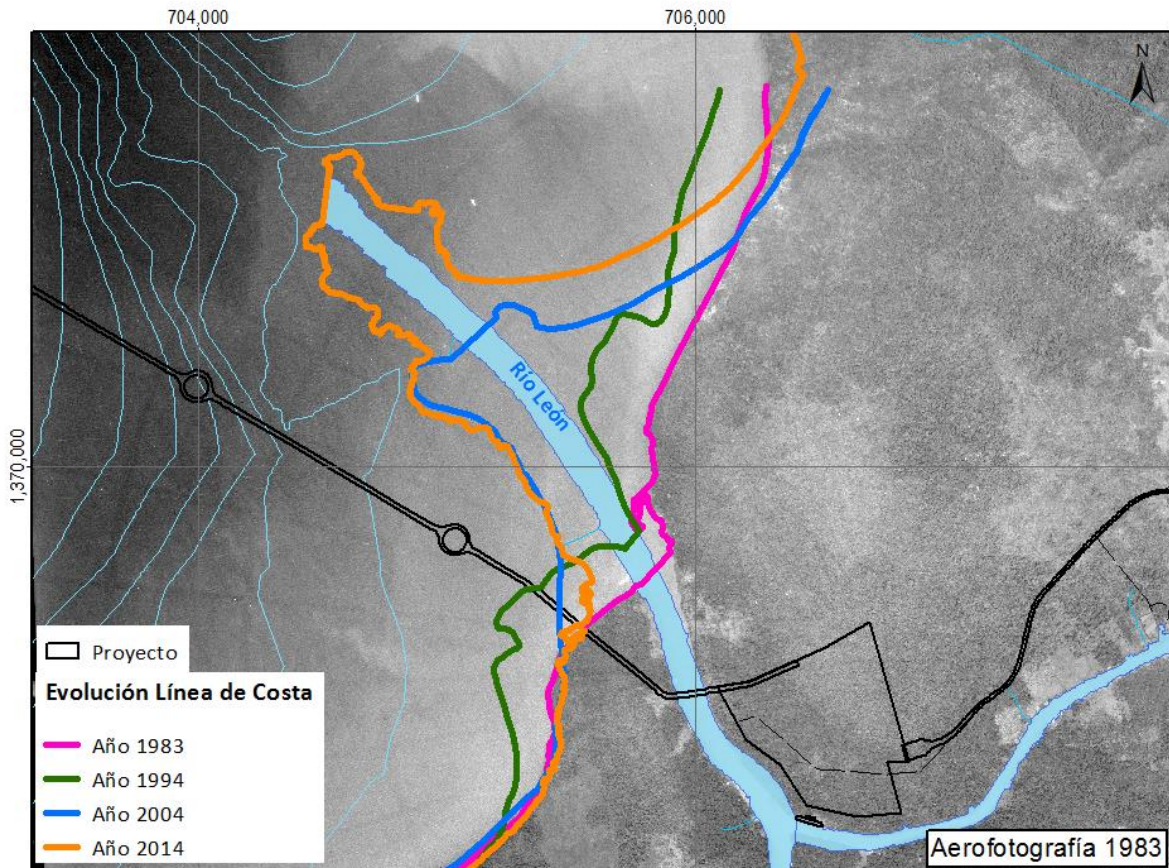 704,000
706,000
N
Río León
1,370,000
Proyecto
Evolución Línea de Costa
Año 1983
Año 1994
Año 2004
Año 2014
Aerofotografía 1983